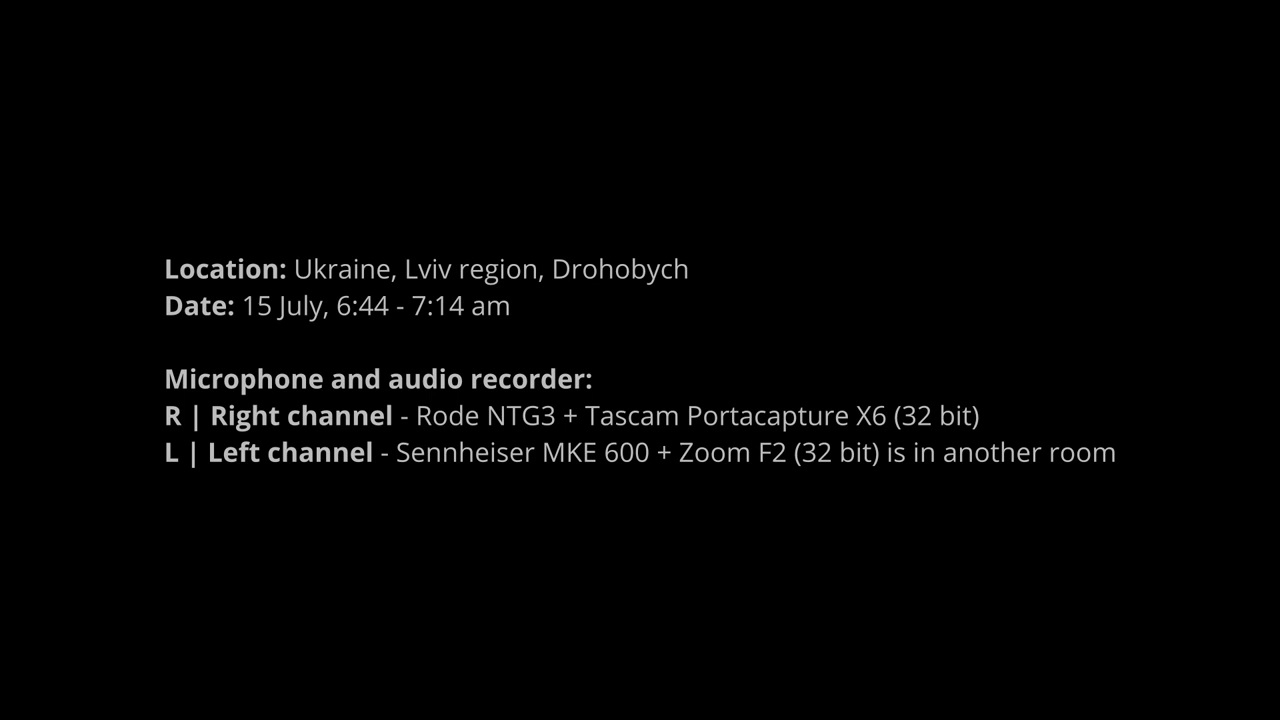 Location: Ukraine, Lviv region, Drohobych
Date: 15 July, 6:44 - 7:14 am
Microphone and audio recorder:
R | Right channel - Rode NTG3 + Tascam Portacapture X6 (32 bit)
L | Left channel - Sennheiser MKE 600 + Zoom F2 (32 bit) is in another room